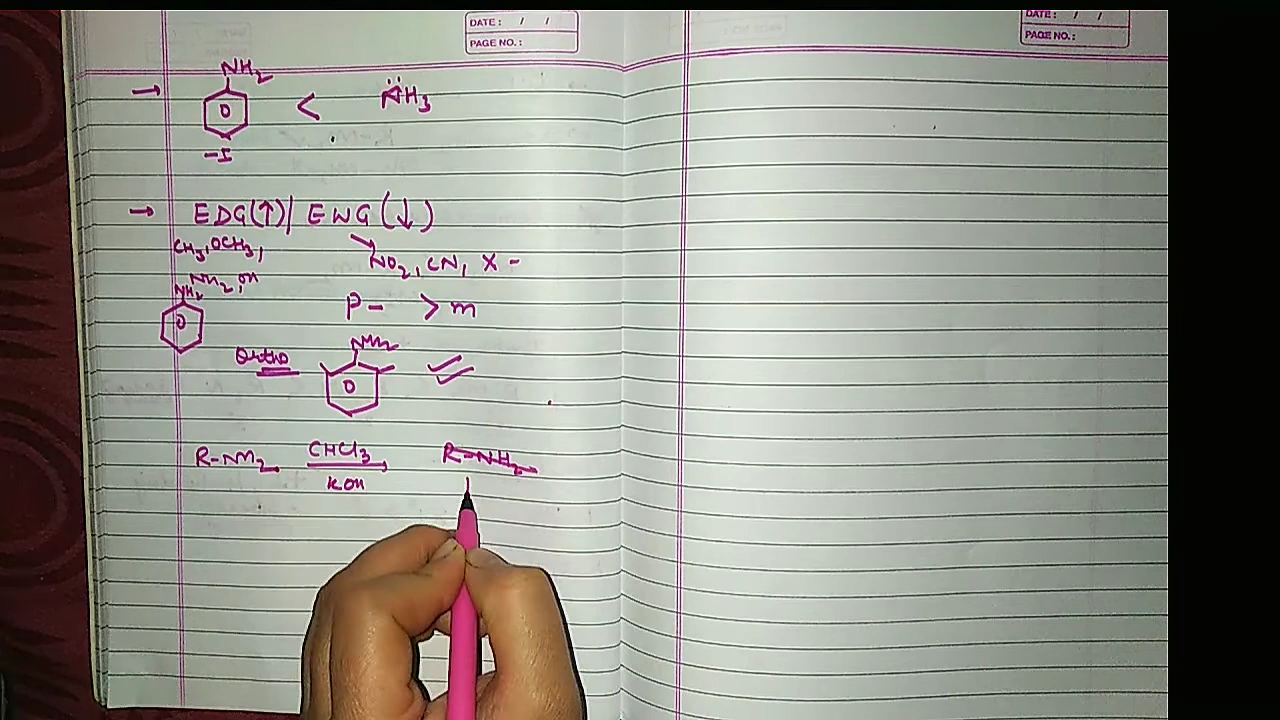 DATE : / /
PAGE NO. :
DATE : / /
PAGE NO. :
→ NH2 < N̈H3
-I
→ EDG(↑) | EWG(↓)
CH3, OCH3,
NH2, OH
NO2, CN, X -
NH2
P- > m
Ortho NH2
R-NH2 CHCl3 R-NH2
KOH